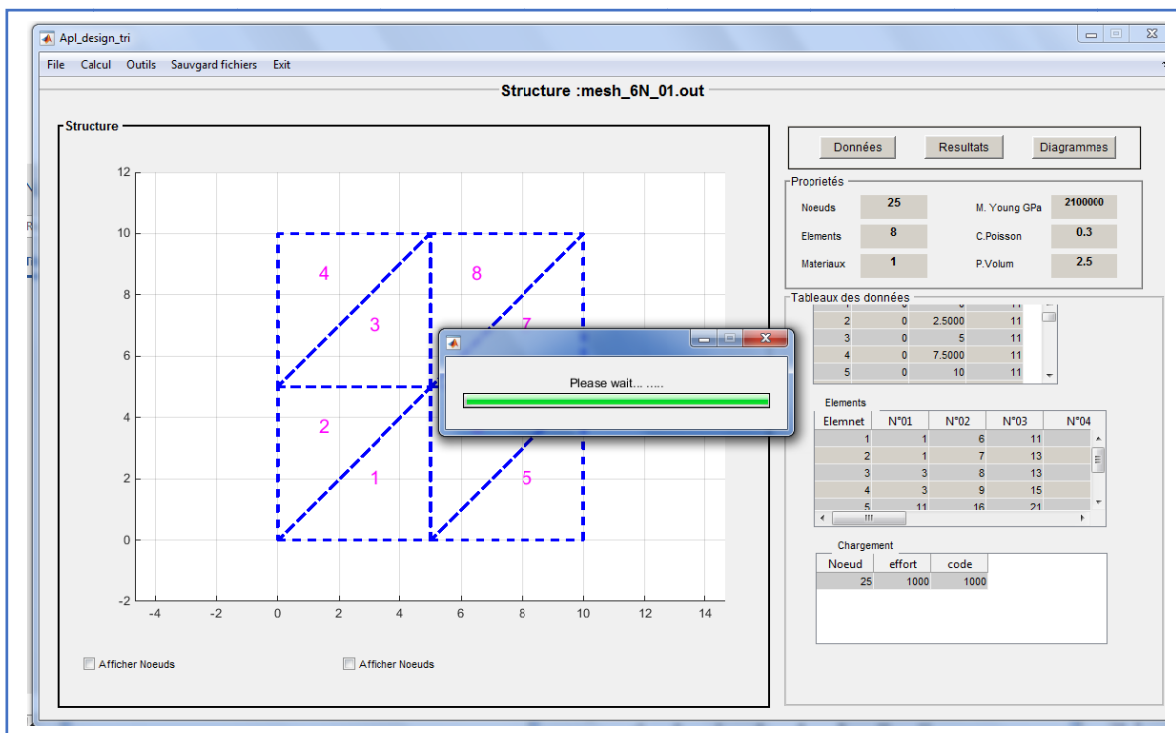 Apl_design_tri
File Calcul Outils Sauvgard fichiers Exit
Structure :mesh_6N_01.out
Structure
12
10
8
6
4
2
0
-2
-4 -2 0 2 4 6 8 10 12 14
4 8
3 7
2
1 5
Please wait... .....
Afficher Noeuds Afficher Noeuds
Données Resultats Diagrammes
Proprietés
Noeuds 25 M. Young GPa 2100000
Elements 8 C.Poisson 0.3
Materiaux 1 P.Volum 2.5
Tableaux des données
2 0 2.5000 11
3 0 5 11
4 0 7.5000 11
5 0 10 11
Elements
Elemnet N°01 N°02 N°03 N°04
1 1 6 11
2 1 7 13
3 3 8 13
4 3 9 15
5 11 16 21
Chargement
Noeud effort code
25 1000 1000